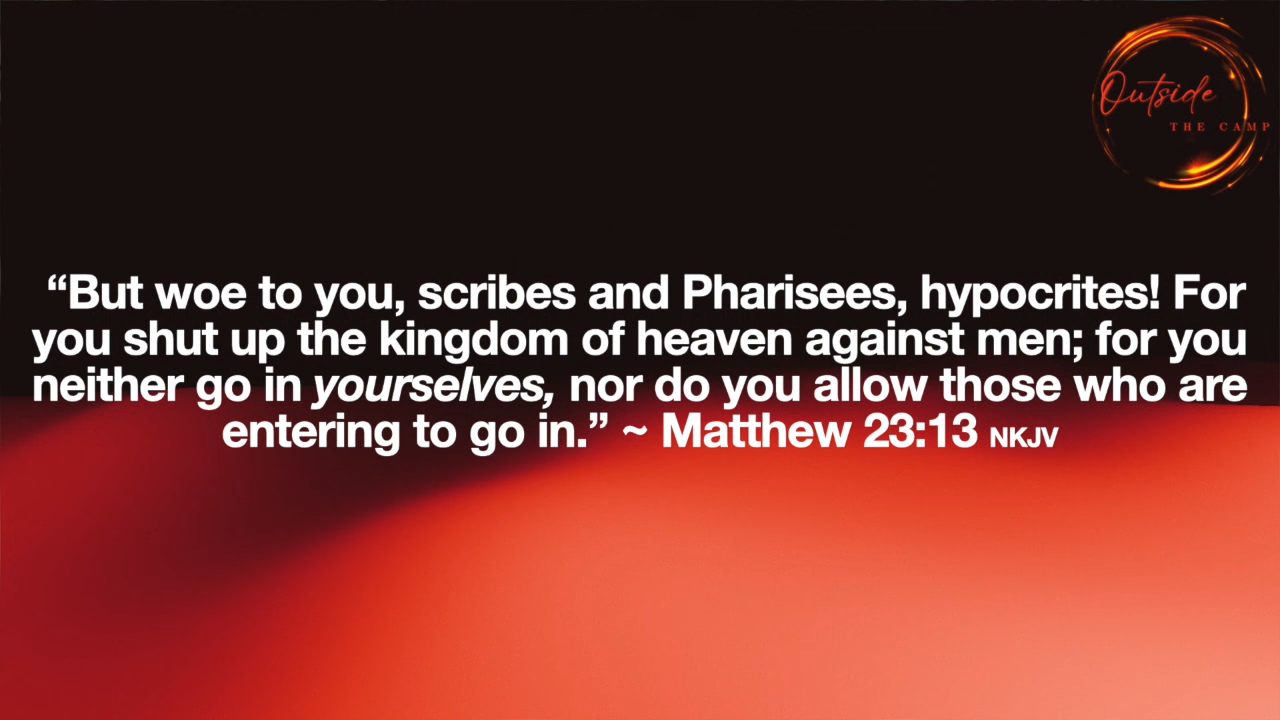 Outside
THE CAMP
“But woe to you, scribes and Pharisees, hypocrites! For
you shut up the kingdom of heaven against men; for you
neither go in yourselves, nor do you allow those who are
entering to go in.” ~ Matthew 23:13 NKJV